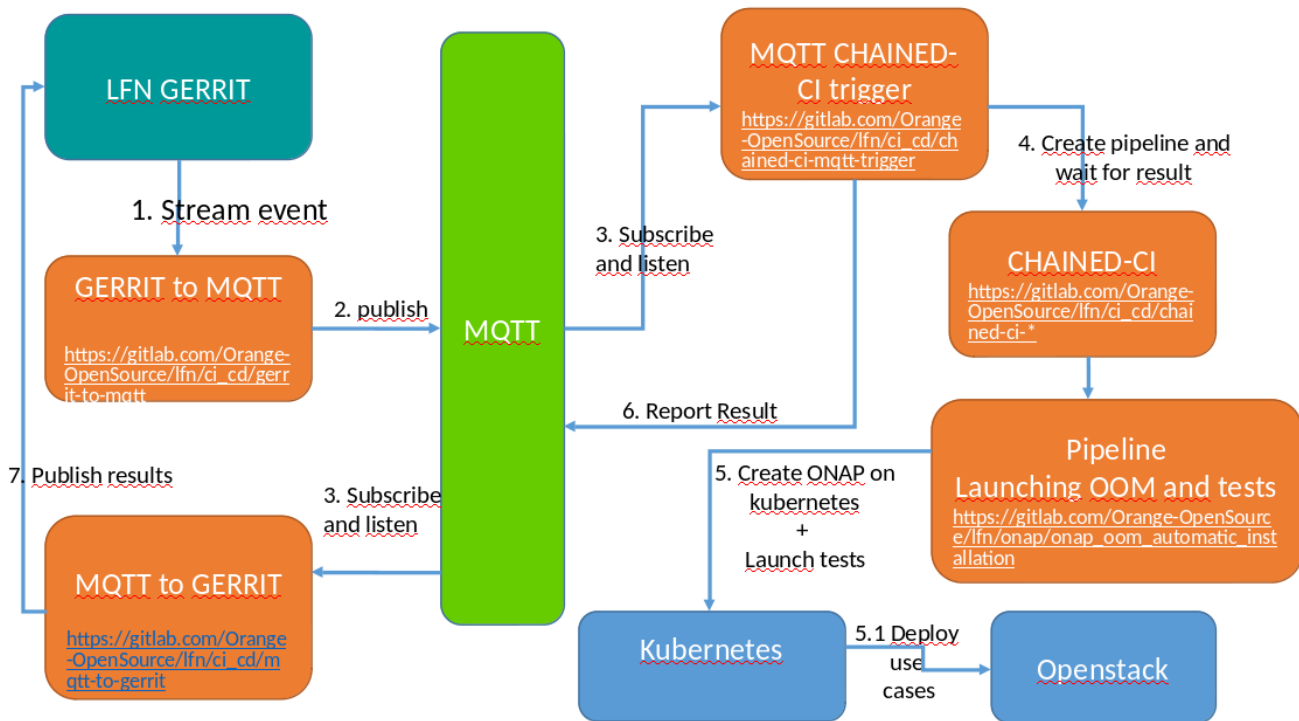 LFN GERRIT
1. Stream event
GERRIT to MQTT
https://gitlab.com/Orange-
OpenSource/lfn/ci_cd/gerr
it-to-mqtt
2. publish
MQTT
3. Subscribe
and listen
MQTT CHAINED-
CI trigger
https://gitlab.com/Orange
-OpenSource/lfn/ci_cd/ch
ained-ci-mqtt-trigger
4. Create pipeline and
wait for result
CHAINED-CI
https://gitlab.com/Orange-
OpenSource/lfn/ci_cd/chai
ned-ci-*
Pipeline
Launching OOM and tests
https://gitlab.com/Orange-OpenSourc
e/lfn/onap/onap_oom_automatic_inst
allation
5. Create ONAP on
kubernetes
+
Launch tests
Kubernetes
5.1 Deploy
use
cases
Openstack
6. Report Result
3. Subscribe
and listen
MQTT to GERRIT
https://gitlab.com/Orange
-OpenSource/lfn/ci_cd/m
qtt-to-gerrit
7. Publish results